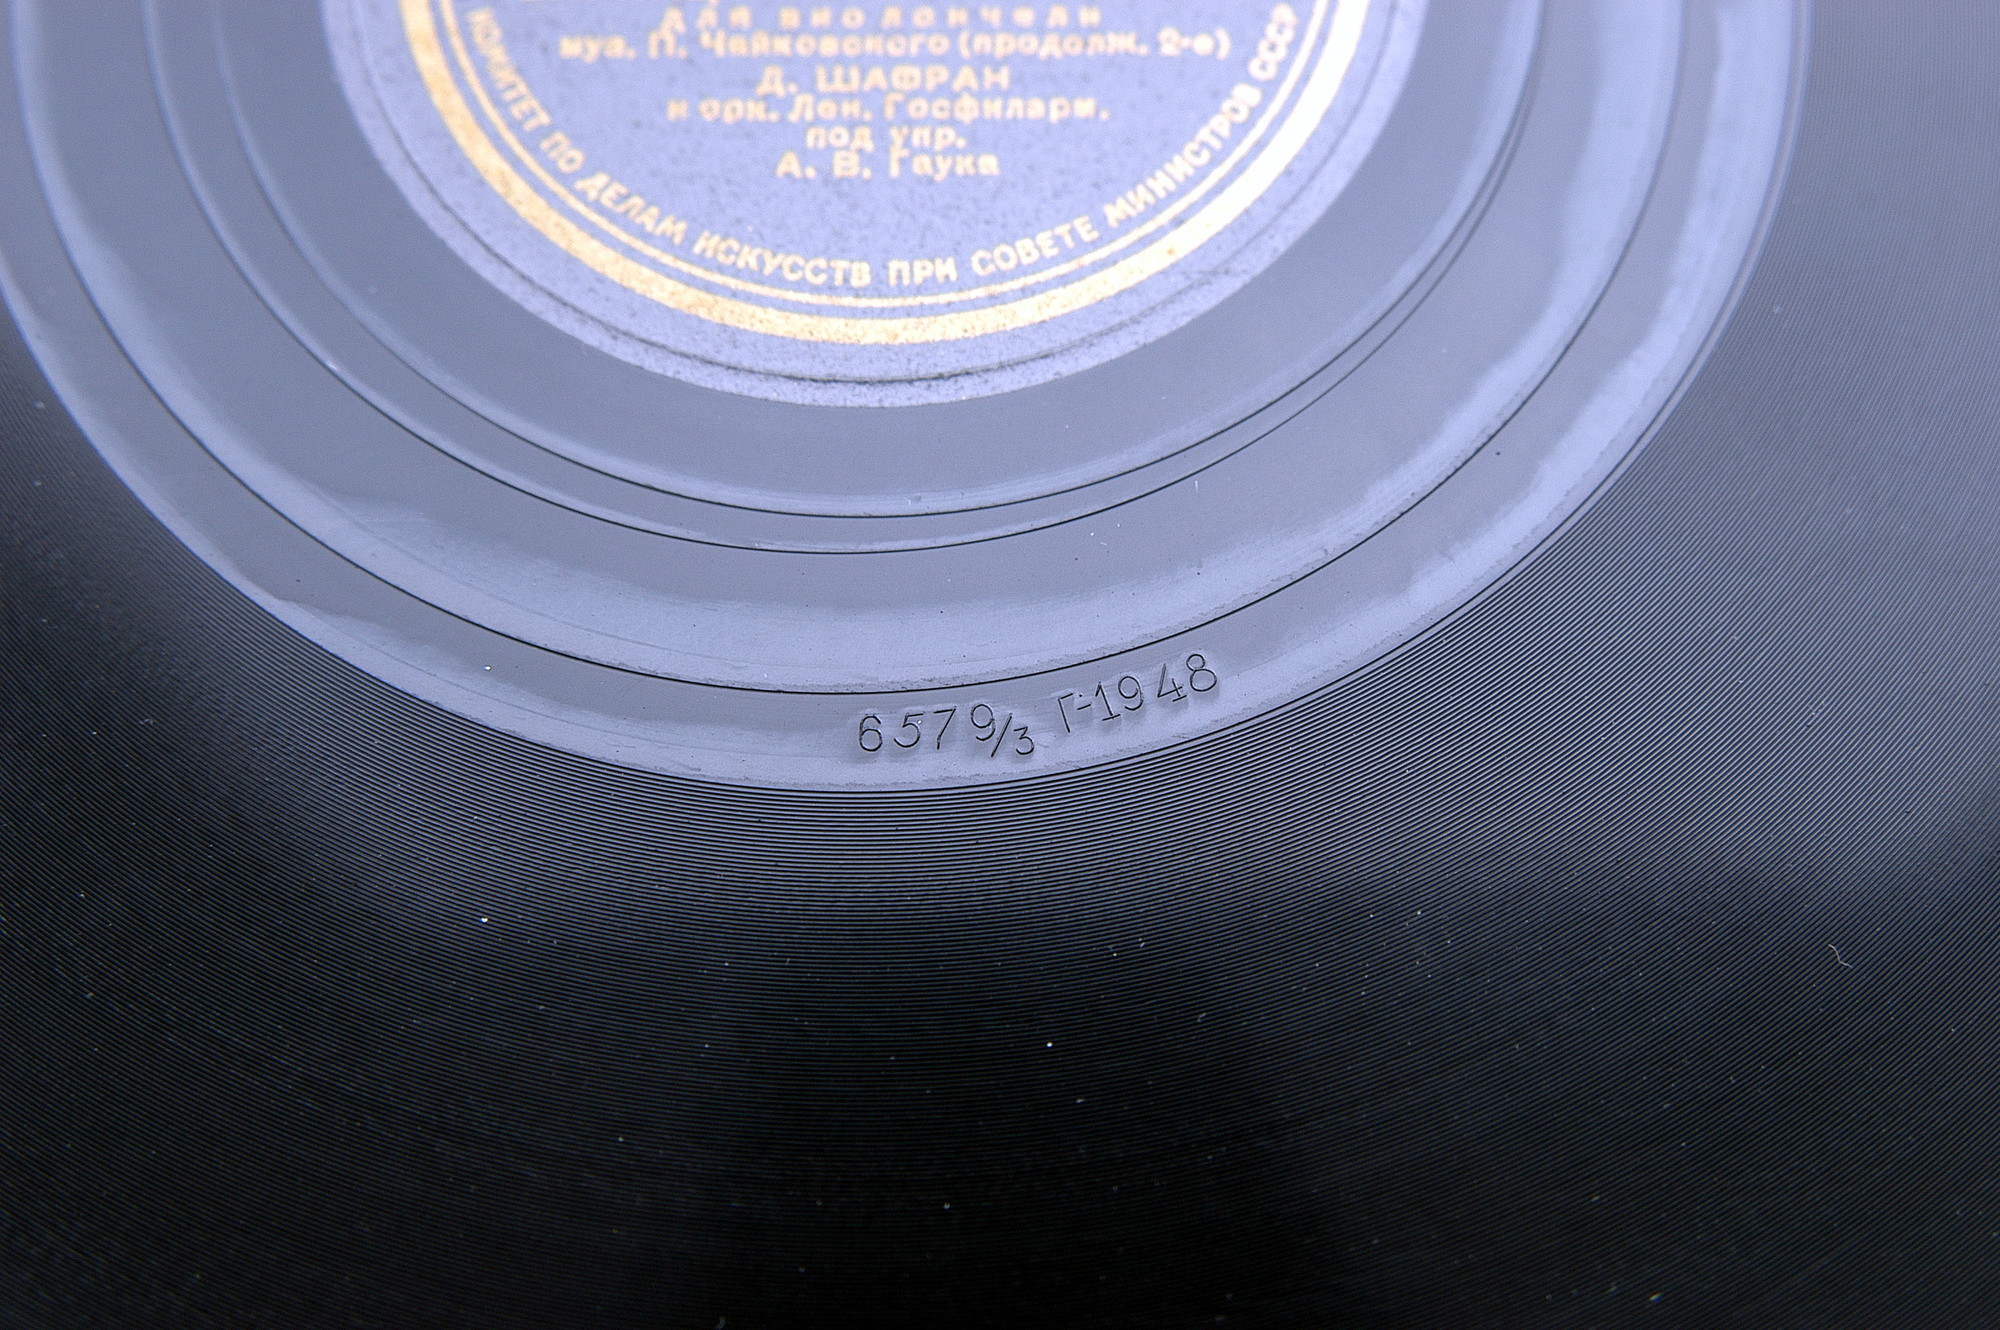 для виолончели
муз. П. Чайковского (продолж. 2-е)
Д. ШАФРАН
и орк. Лен. Госфиларм.
под упр.
А. В. Гаука
КОМИТЕТ ПО ДЕЛАМ ИСКУССТВ ПРИ СОВЕТЕ МИНИСТРОВ СССР
6579/3 Г-1948